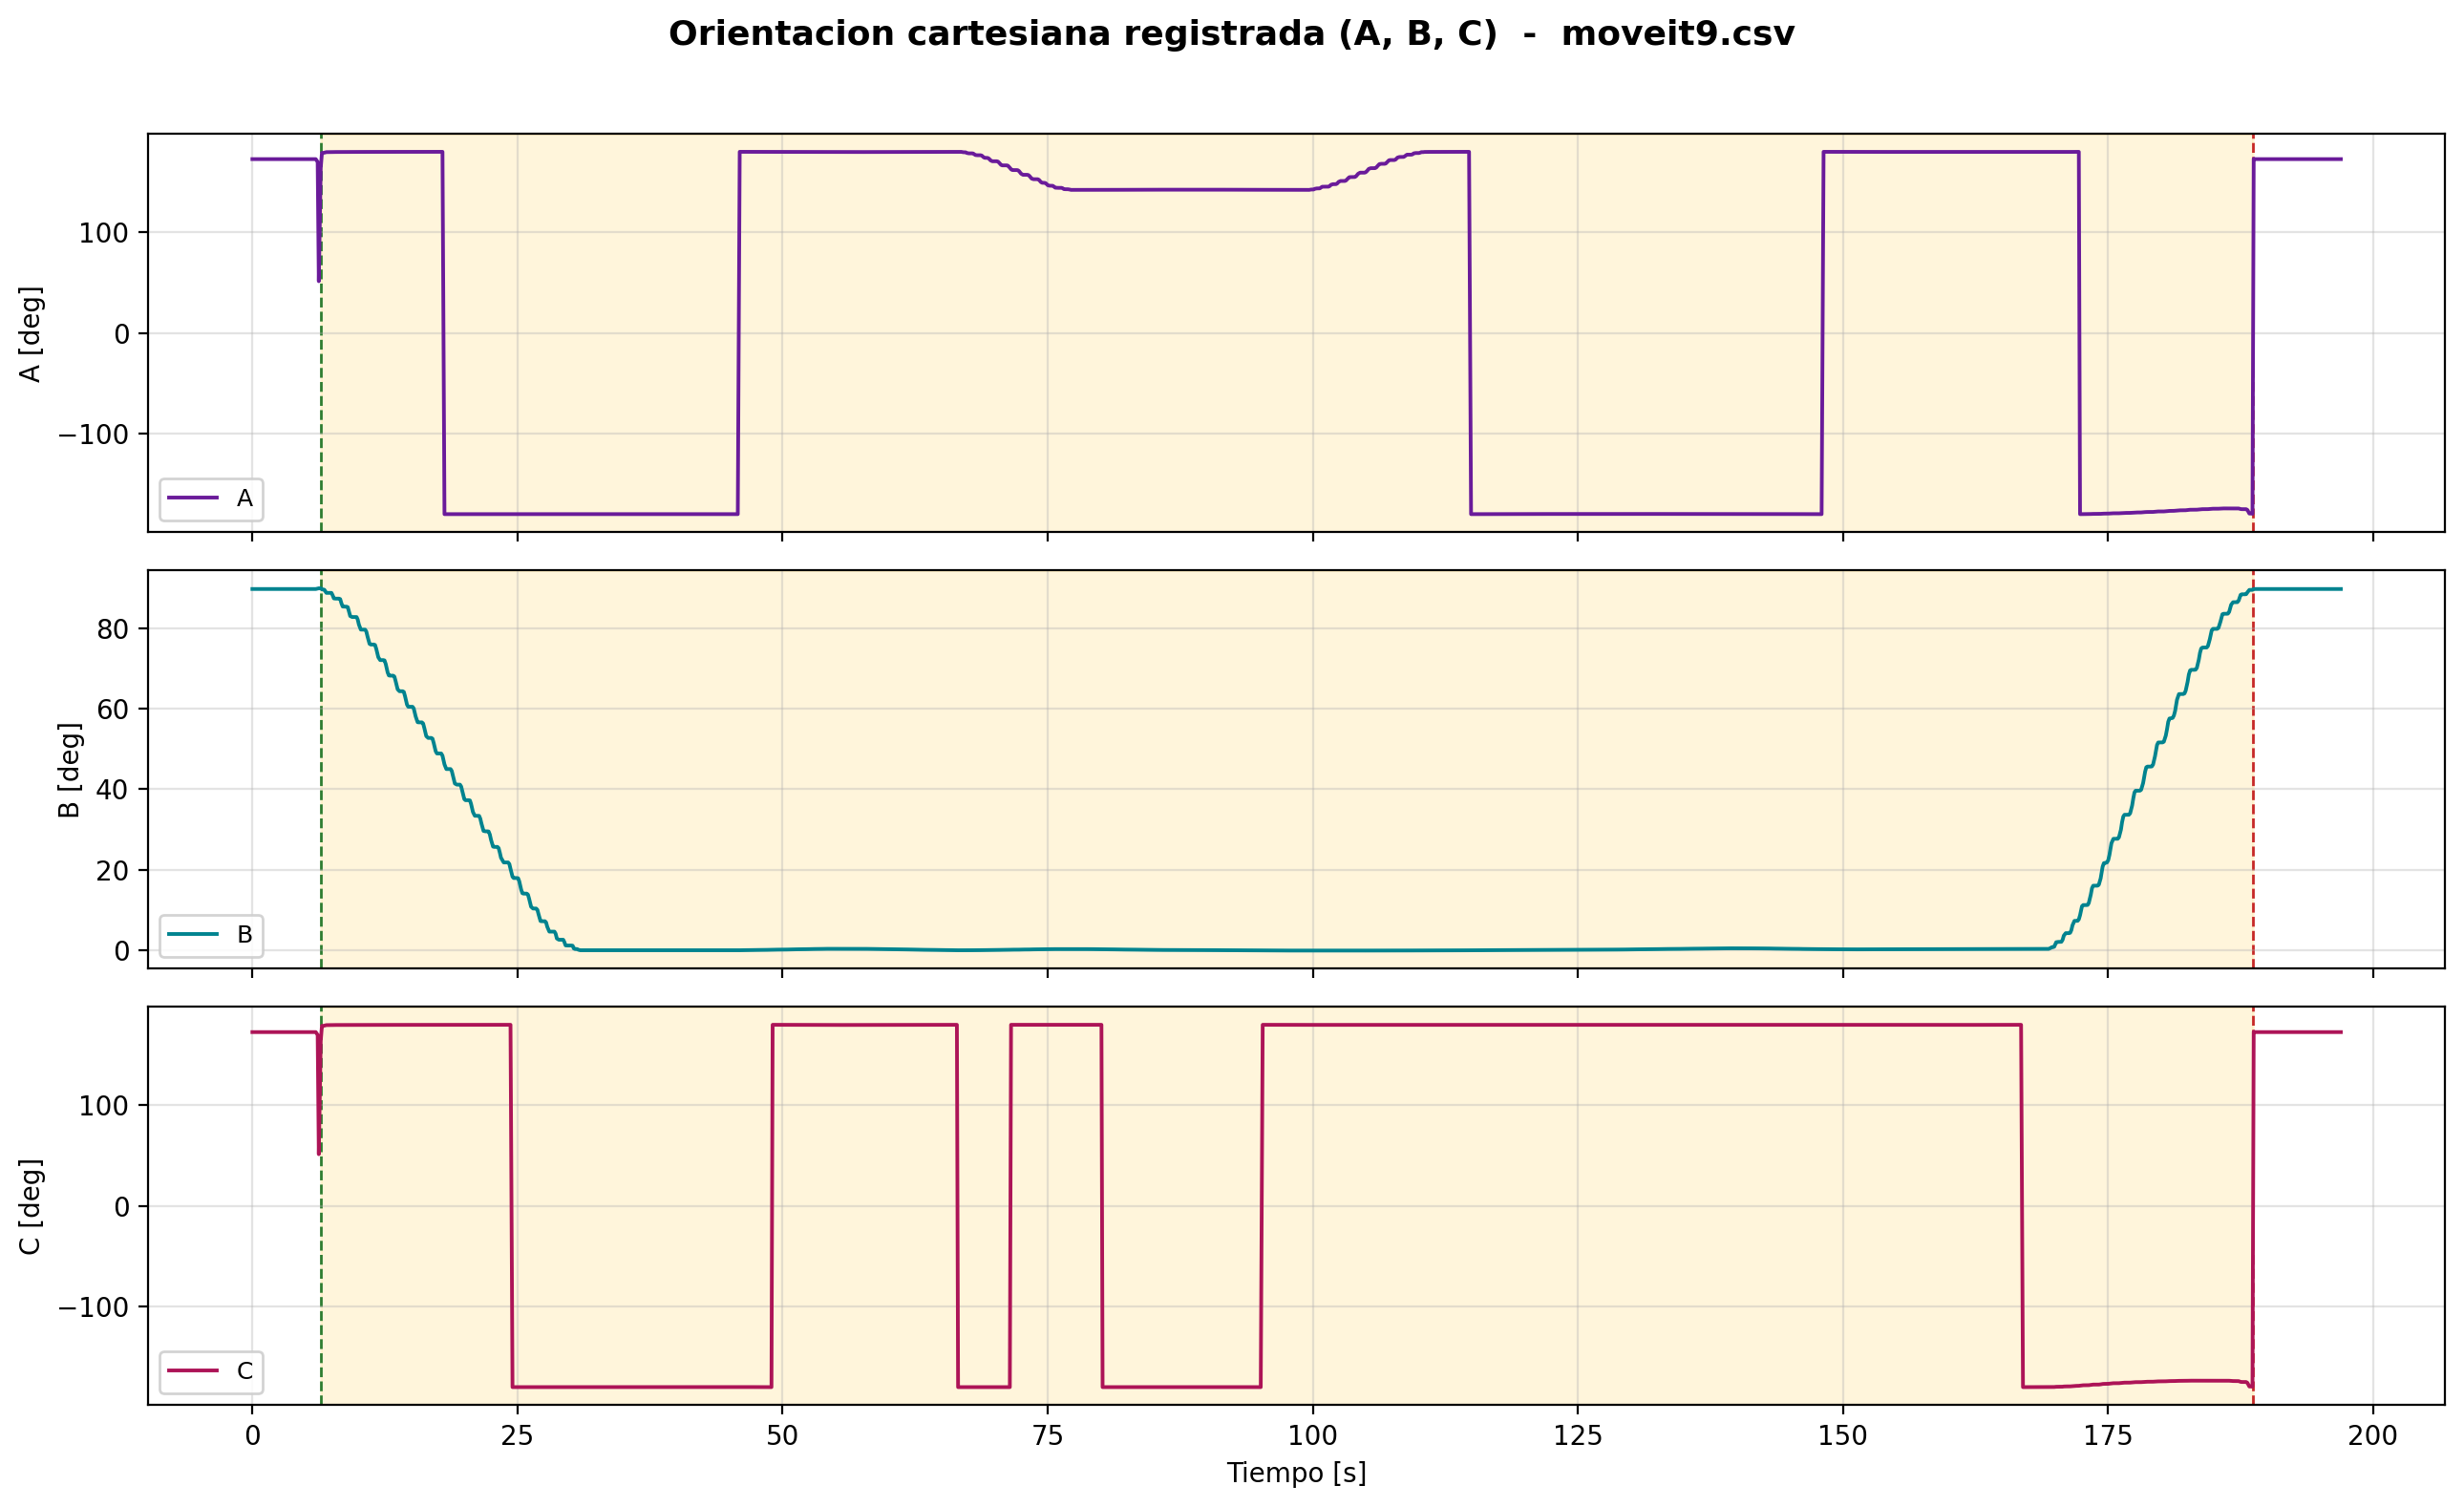 Orientacion cartesiana registrada (A, B, C)  -  moveit9.csv
A [deg]
100
0
−100
A
B [deg]
80
60
40
20
0
B
C [deg]
100
0
−100
C
0 25 50 75 100 125 150 175 200
Tiempo [s]